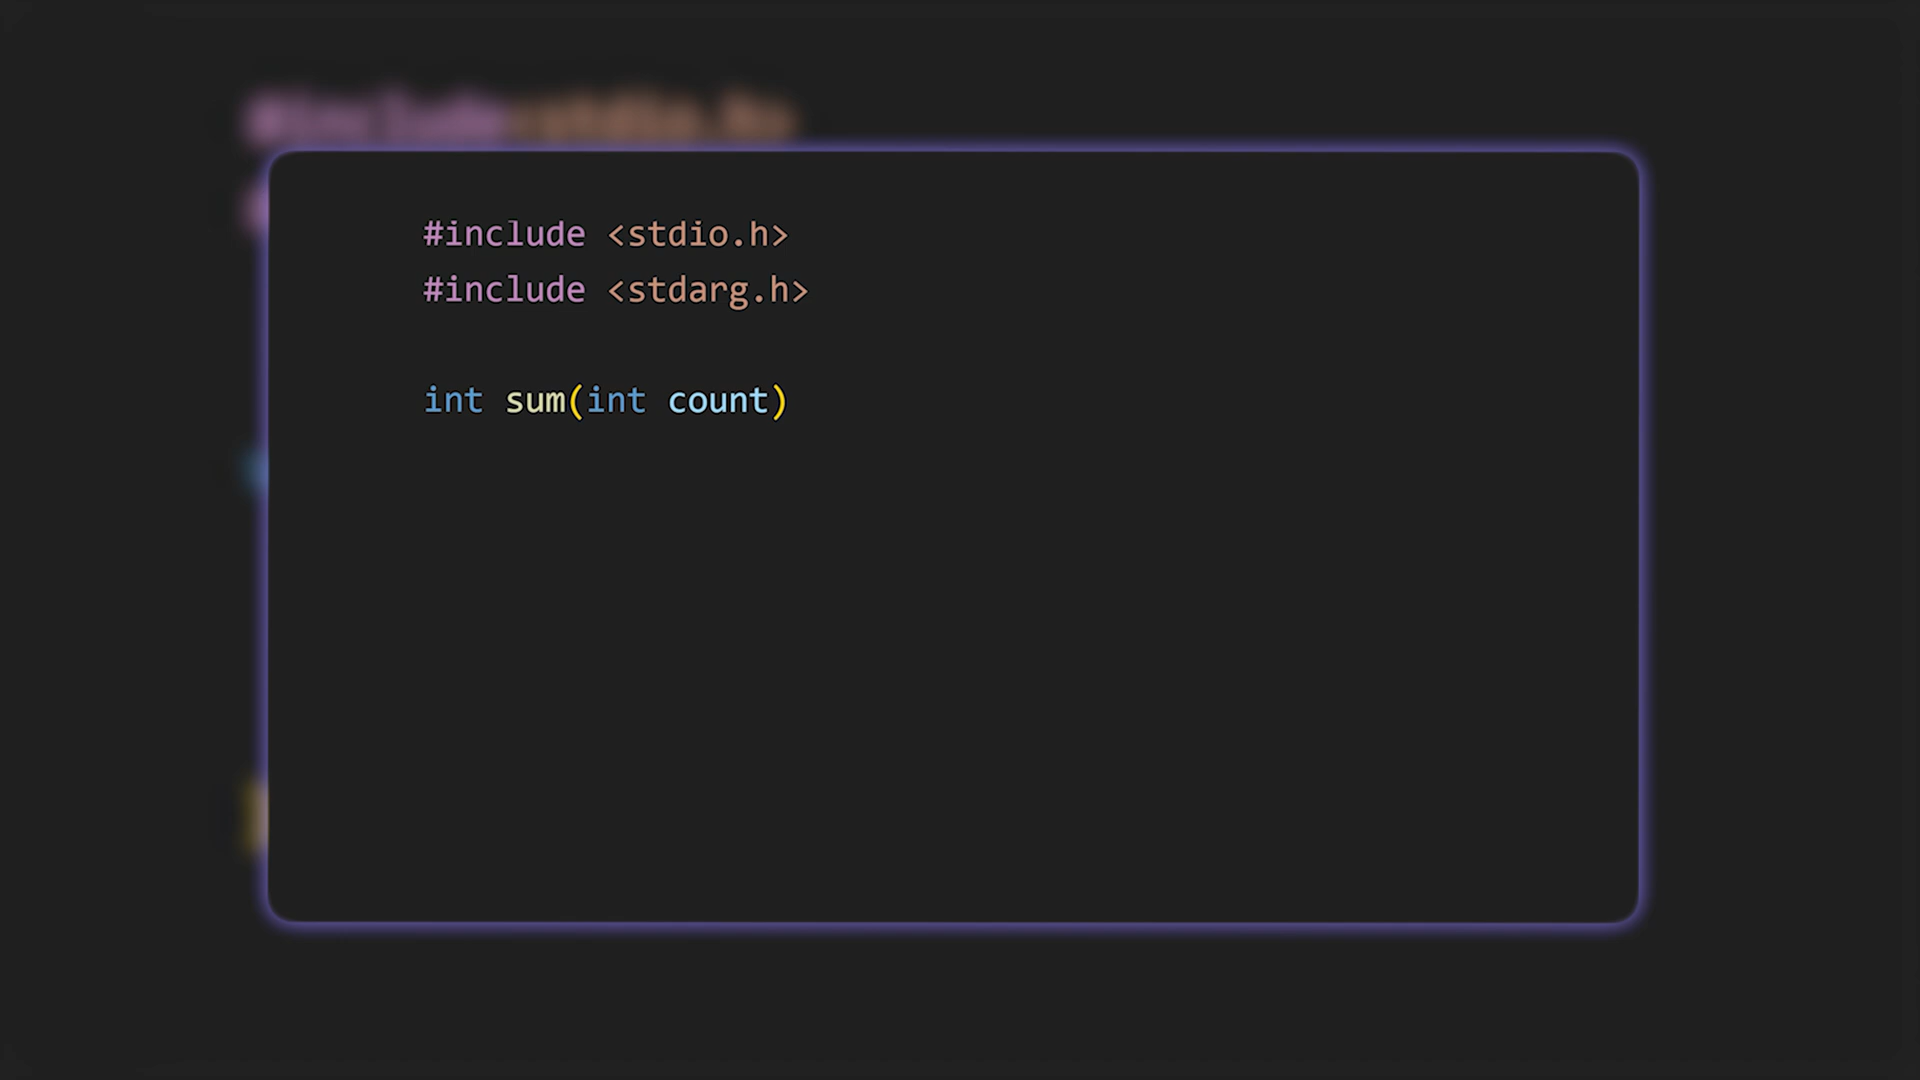 #include <stdio.h>
#include <stdarg.h>
int sum(int count)